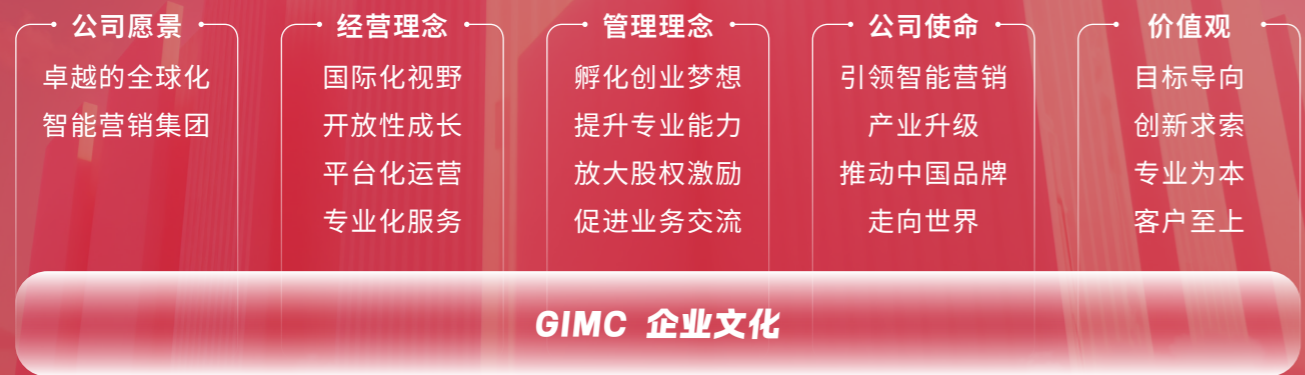 公司愿景
卓越的全球化
智能营销集团
经营理念
国际化视野
开放性成长
平台化运营
专业化服务
管理理念
孵化创业梦想
提升专业能力
放大股权激励
促进业务交流
公司使命
引领智能营销
产业升级
推动中国品牌
走向世界
价值观
目标导向
创新求索
专业为本
客户至上
GIMC 企业文化